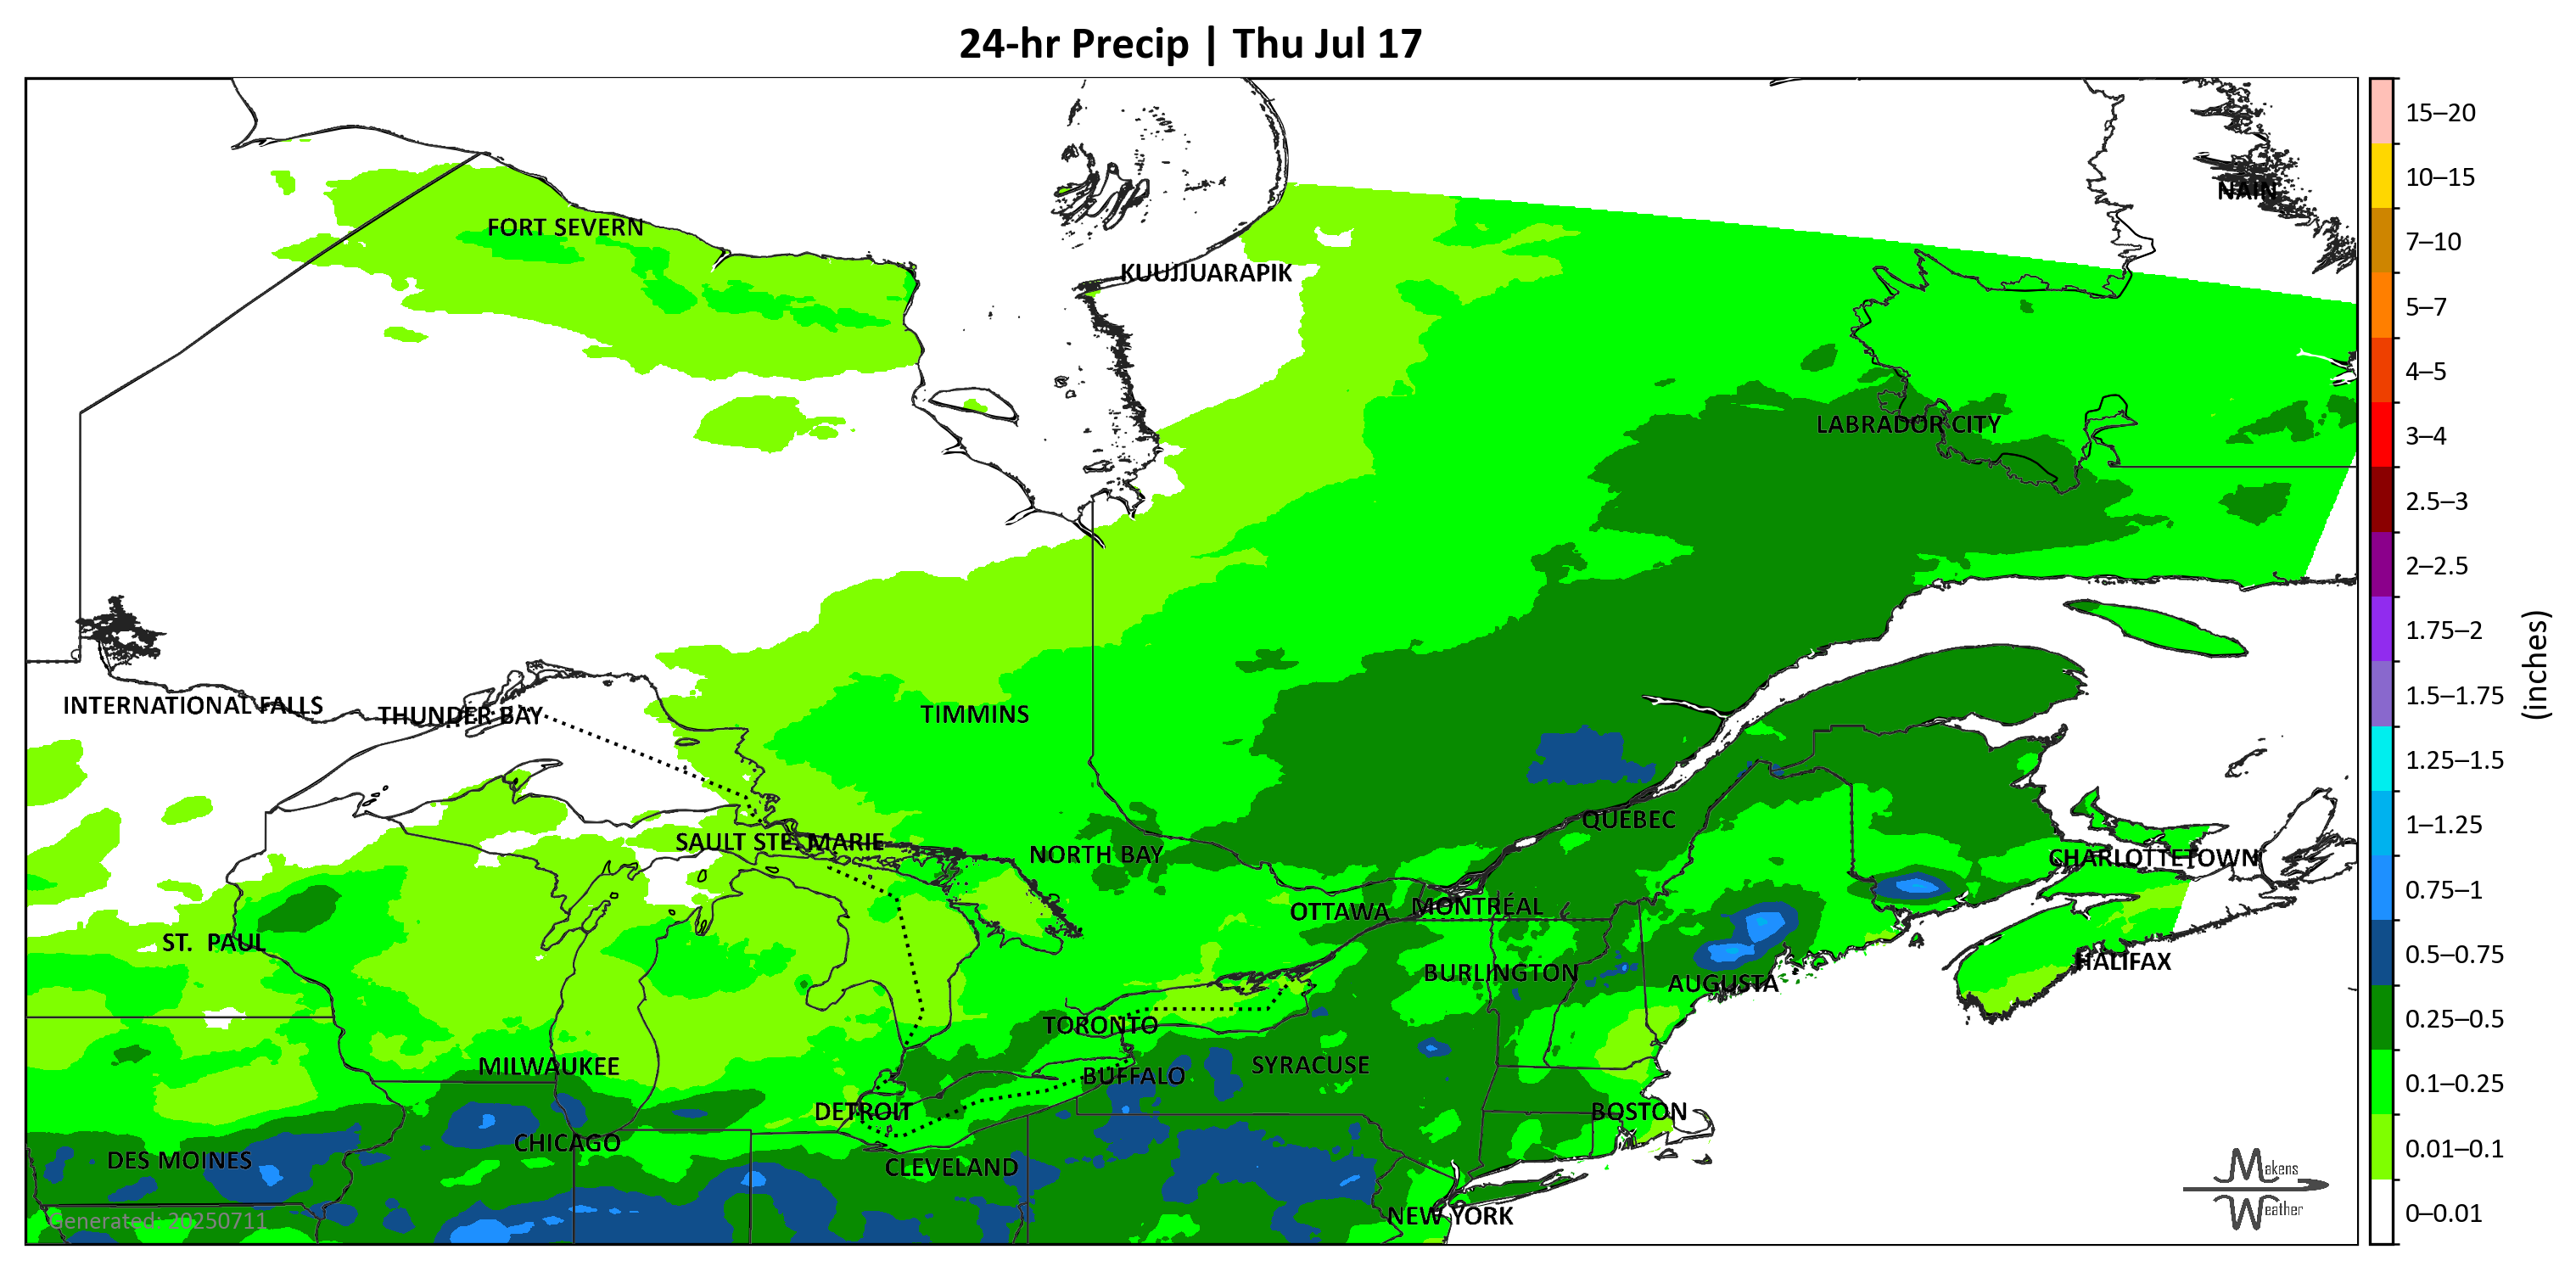 24-hr Precip | Thu Jul 17
15–20
10–15
7–10
5–7
4–5
3–4
2.5–3
2–2.5
1.75–2
1.5–1.75
1.25–1.5
1–1.25
0.75–1
0.5–0.75
0.25–0.5
0.1–0.25
0.01–0.1
0–0.01
(inches)
NAIN
FORT SEVERN
KUUJJUARAPIK
LABRADOR CITY
INTERNATIONAL FALLS
THUNDER BAY
TIMMINS
QUEBEC
SAULT STE. MARIE
NORTH BAY
CHARLOTTETOWN
OTTAWA
MONTRÉAL
ST. PAUL
HALIFAX
BURLINGTON
AUGUSTA
TORONTO
MILWAUKEE
SYRACUSE
BUFFALO
DETROIT
BOSTON
CHICAGO
DES MOINES
CLEVELAND
NEW YORK
Generated: 20250711
Makens
Weather